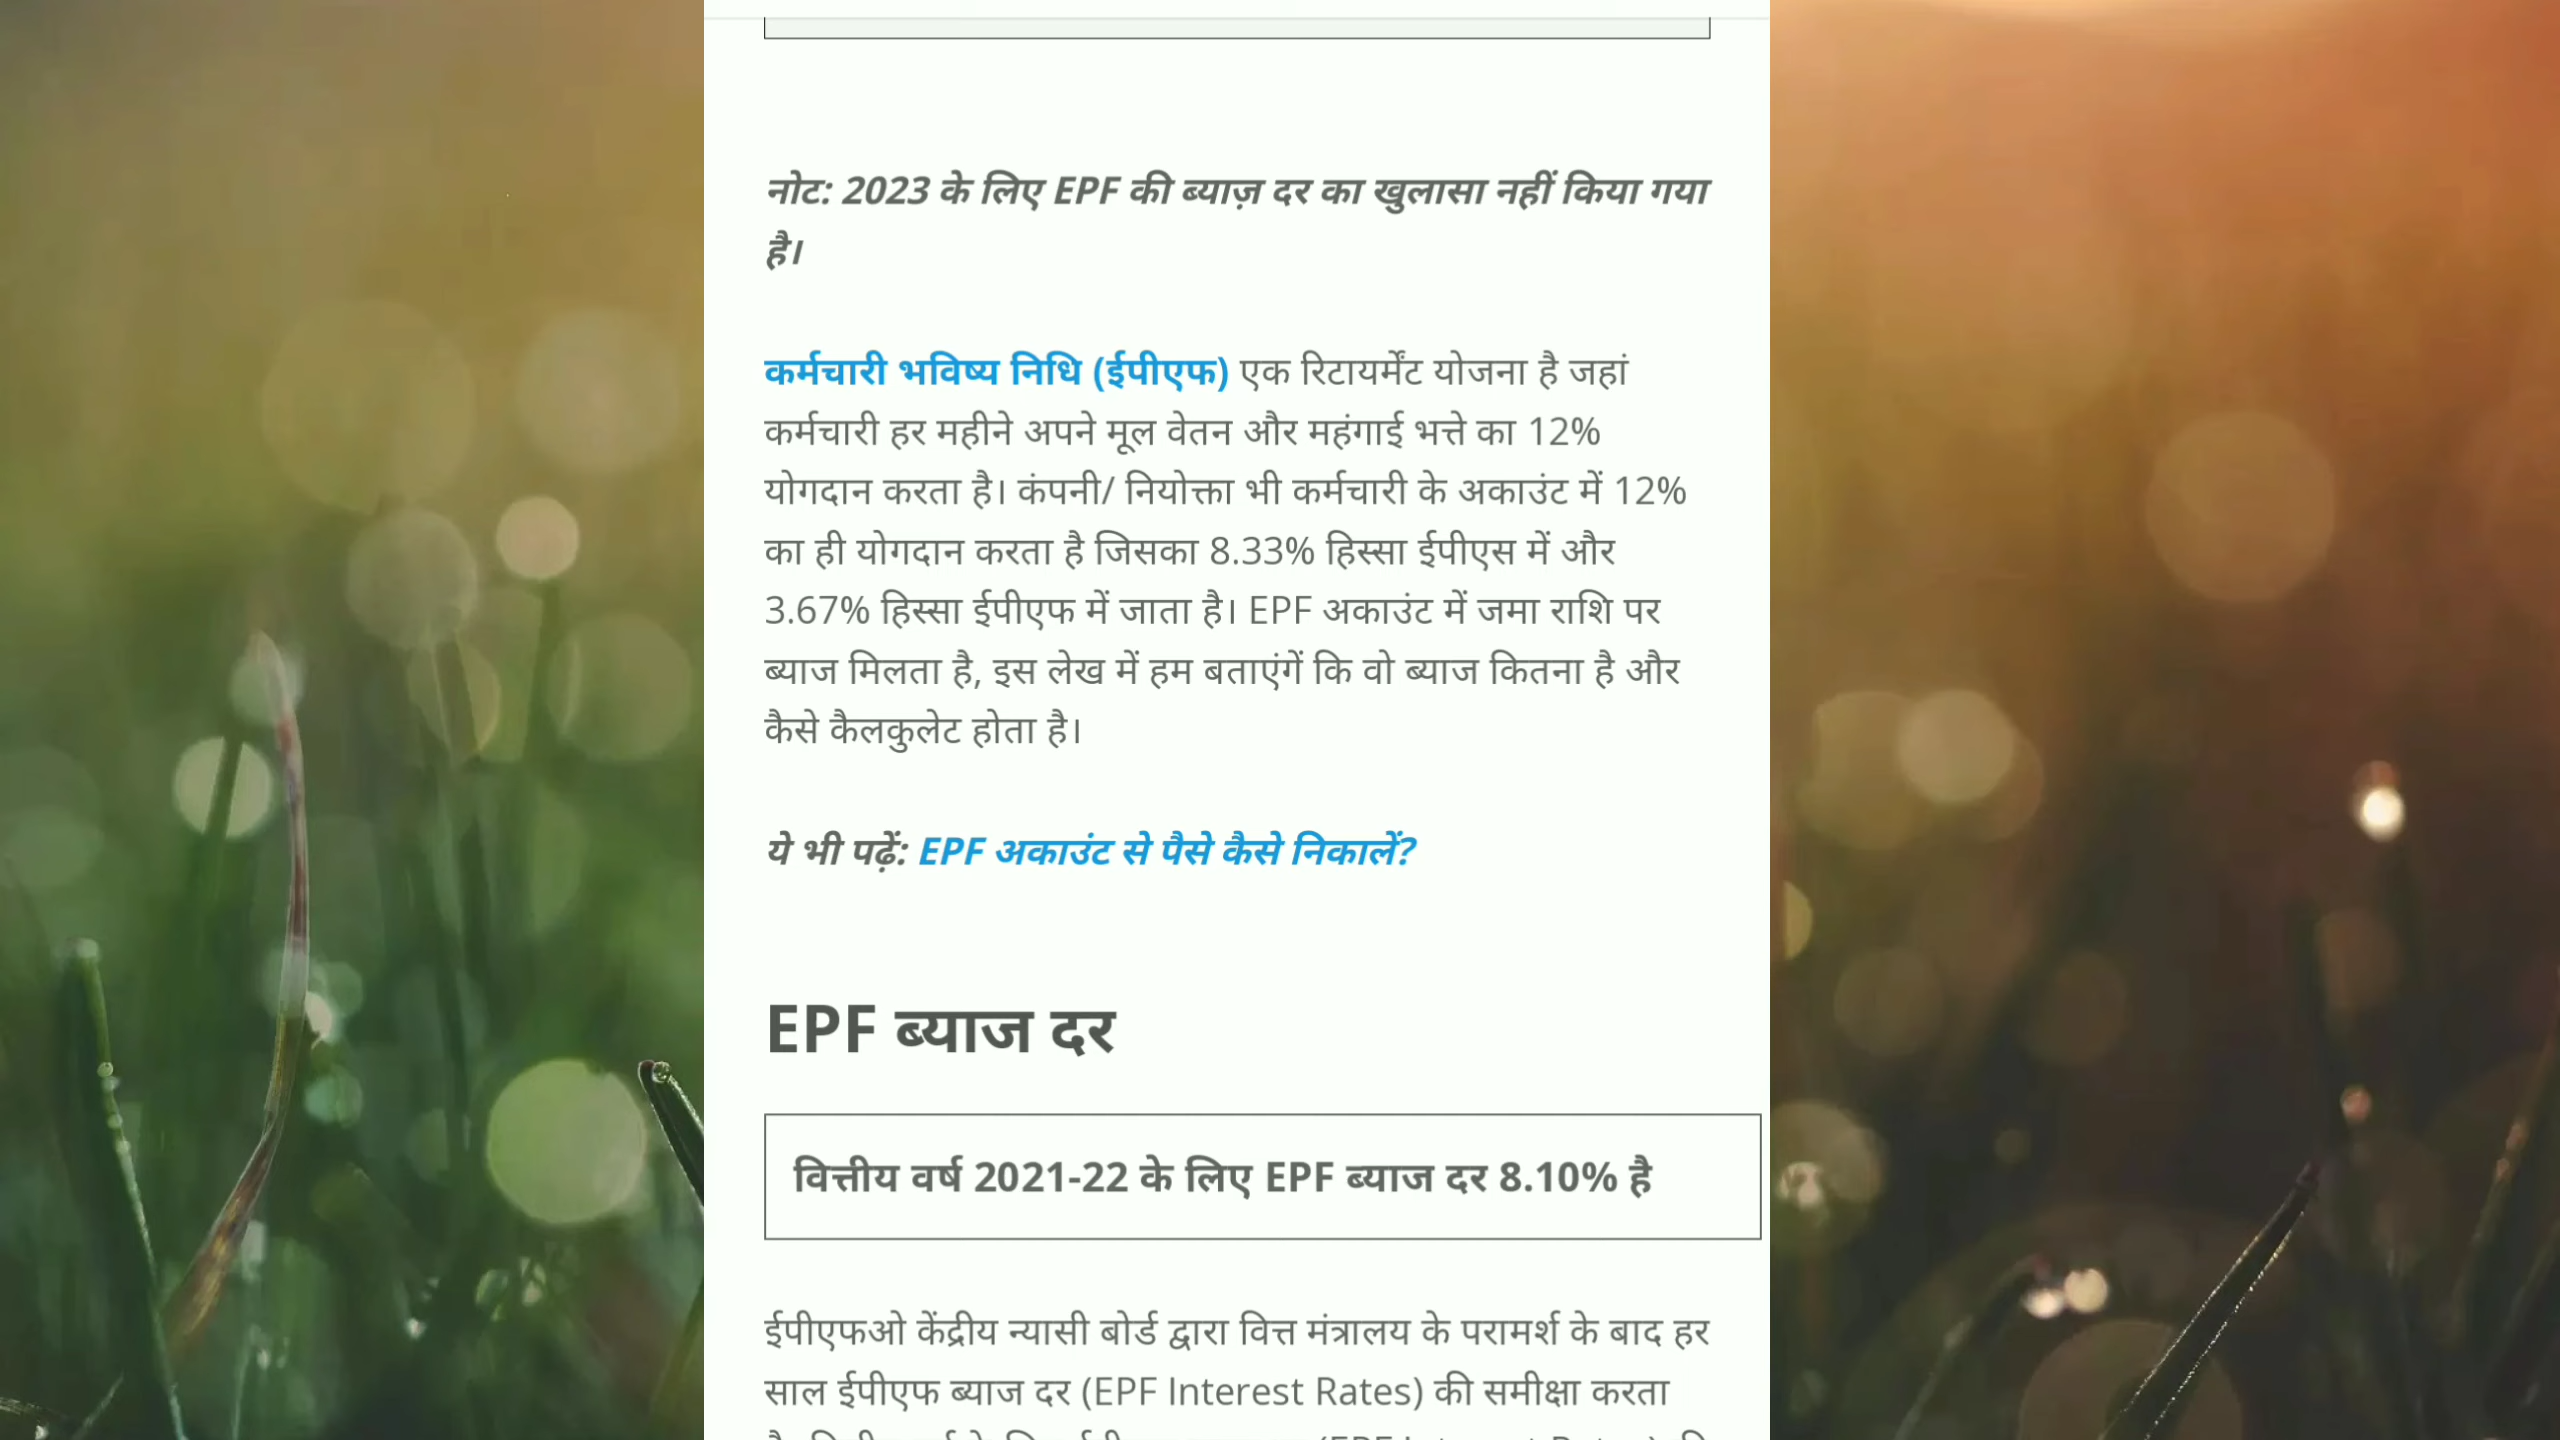 नोट: 2023 के लिए EPF की ब्याज़ दर का खुलासा नहीं किया गया
है।
कर्मचारी भविष्य निधि (ईपीएफ) एक रिटायर्मेंट योजना है जहां
कर्मचारी हर महीने अपने मूल वेतन और महंगाई भत्ते का 12%
योगदान करता है। कंपनी/ नियोक्ता भी कर्मचारी के अकाउंट में 12%
का ही योगदान करता है जिसका 8.33% हिस्सा ईपीएस में और
3.67% हिस्सा ईपीएफ में जाता है। EPF अकाउंट में जमा राशि पर
ब्याज मिलता है, इस लेख में हम बताएंगें कि वो ब्याज कितना है और
कैसे कैलकुलेट होता है।
ये भी पढ़ें: EPF अकाउंट से पैसे कैसे निकालें?
EPF ब्याज दर
वित्तीय वर्ष 2021-22 के लिए EPF ब्याज दर 8.10% है
ईपीएफओ केंद्रीय न्यासी बोर्ड द्वारा वित्त मंत्रालय के परामर्श के बाद हर
साल ईपीएफ ब्याज दर (EPF Interest Rates) की समीक्षा करता